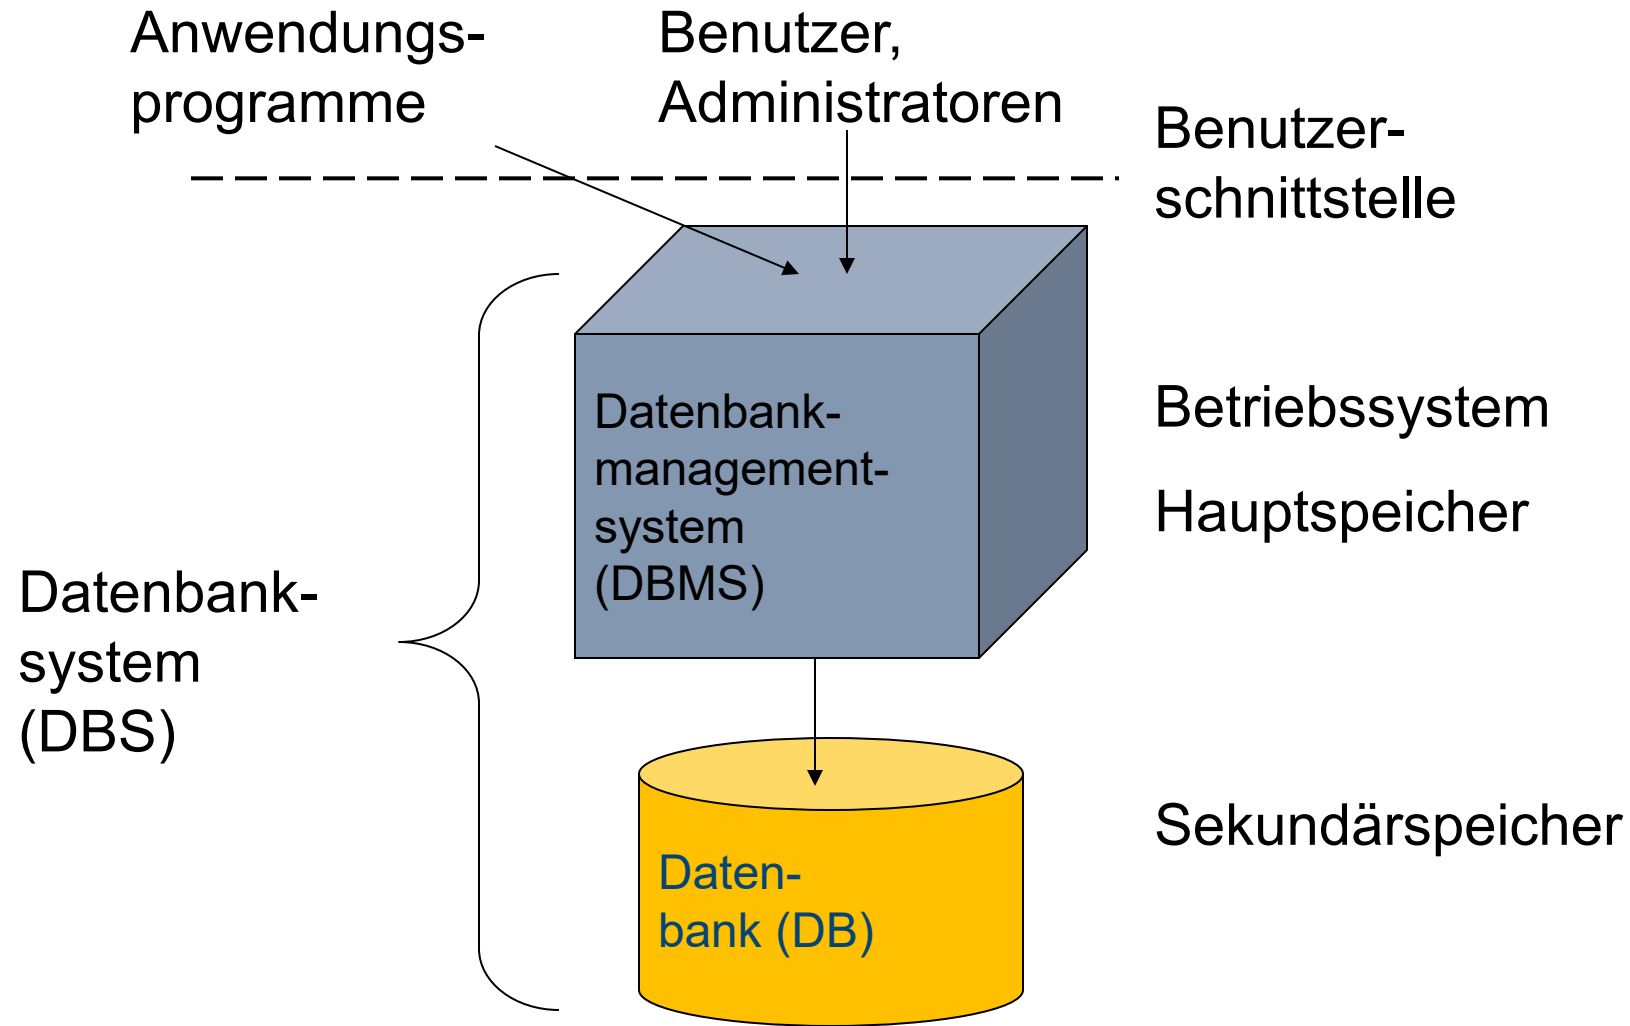 Anwendungs-
programme
Benutzer,
Administratoren
Benutzer-
schnittstelle
Datenbank-
management-
system
(DBMS)
Betriebssystem
Hauptspeicher
Datenbank-
system
(DBS)
Daten-
bank (DB)
Sekundärspeicher